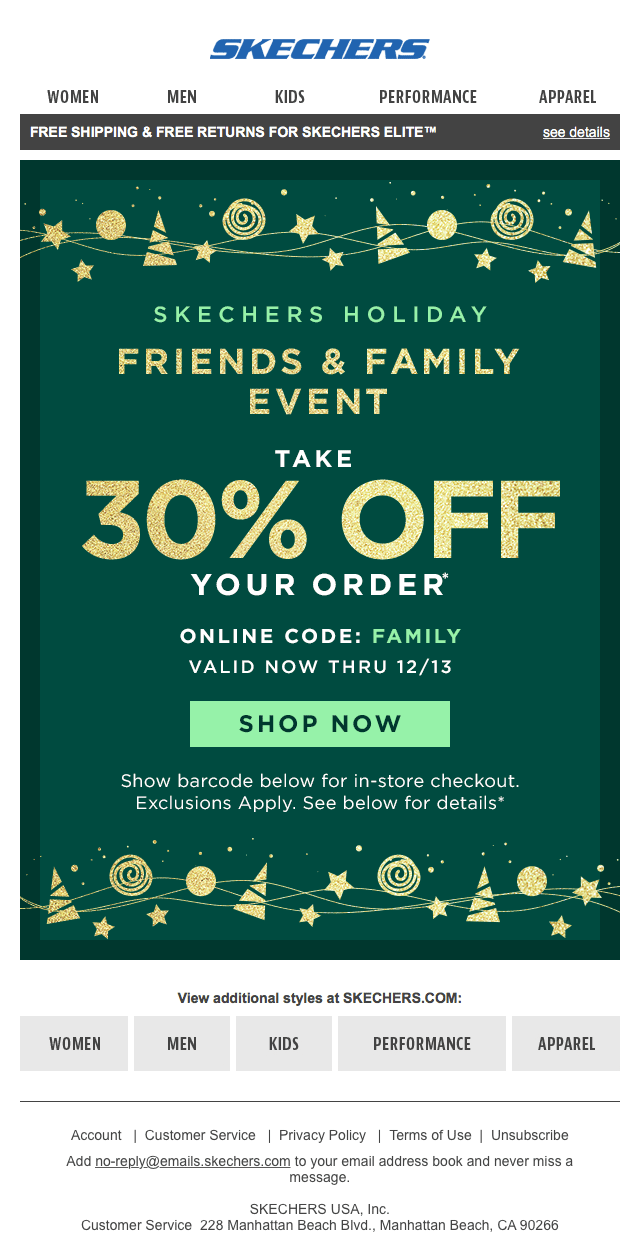 SKECHERS
WOMEN MEN KIDS PERFORMANCE APPAREL
FREE SHIPPING & FREE RETURNS FOR SKECHERS ELITE™ see details
SKECHERS HOLIDAY
FRIENDS & FAMILY
EVENT
TAKE
30% OFF
YOUR ORDER*
ONLINE CODE: FAMILY
VALID NOW THRU 12/13
SHOP NOW
Show barcode below for in-store checkout.
Exclusions Apply. See below for details*
View additional styles at SKECHERS.COM:
WOMEN MEN KIDS PERFORMANCE APPAREL
Account | Customer Service | Privacy Policy | Terms of Use | Unsubscribe
Add no-reply@emails.skechers.com to your email address book and never miss a
message.
SKECHERS USA, Inc.
Customer Service 228 Manhattan Beach Blvd., Manhattan Beach, CA 90266